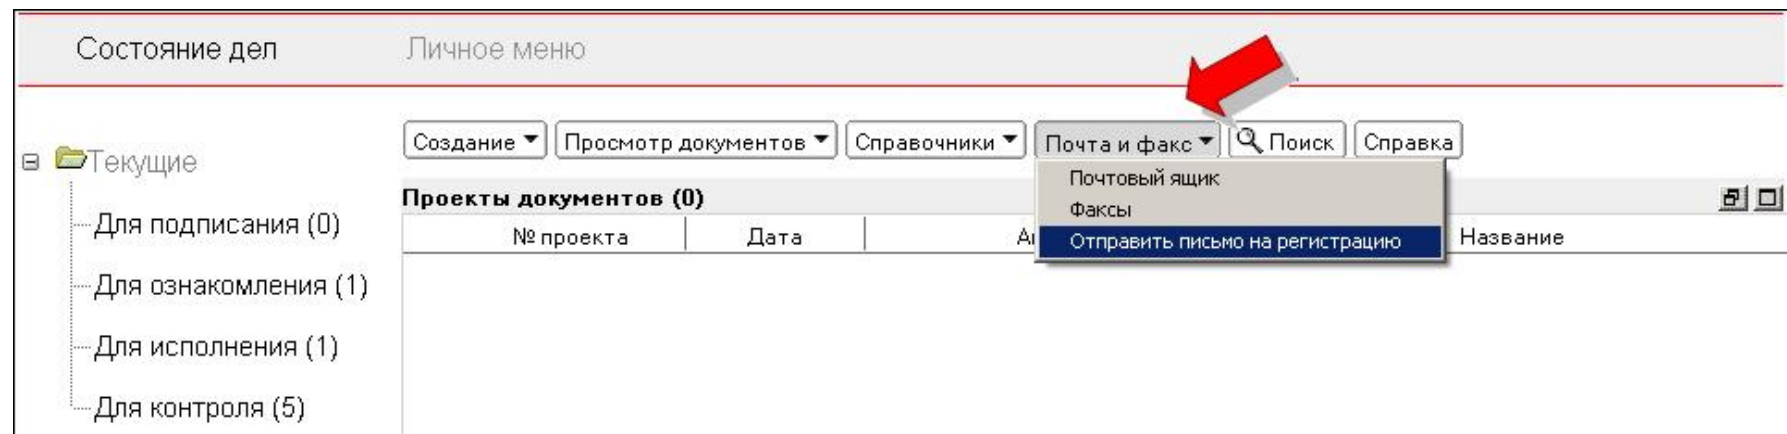 Состояние дел Личное меню
Создание Просмотр документов Справочники Почта и факс Поиск Справка
Текущие
Почтовый ящик
Проекты документов (0)
Факсы
Для подписания (0)
№ проекта Дата Название
Отправить письмо на регистрацию
Для ознакомления (1)
Для исполнения (1)
Для контроля (5)